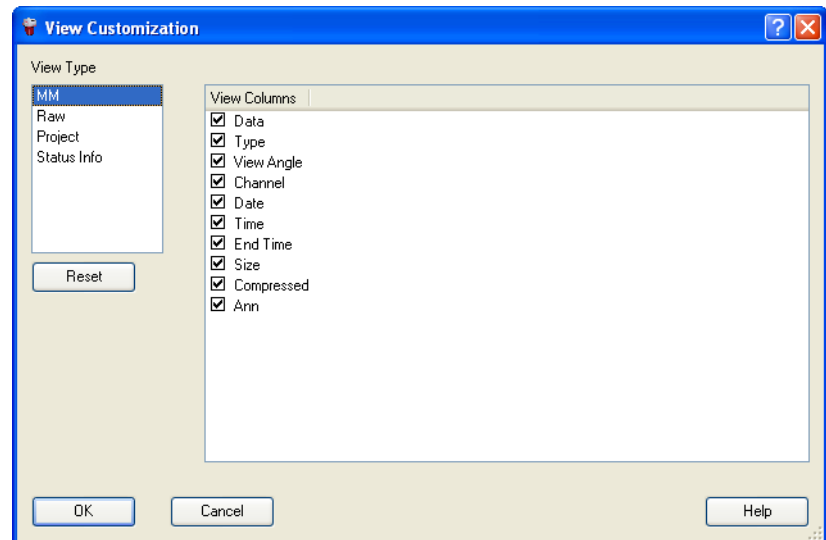 View Customization
View Type
MM
Raw
Project
Status Info
Reset
View Columns
Data
Type
View Angle
Channel
Date
Time
End Time
Size
Compressed
Ann
OK
Cancel
Help